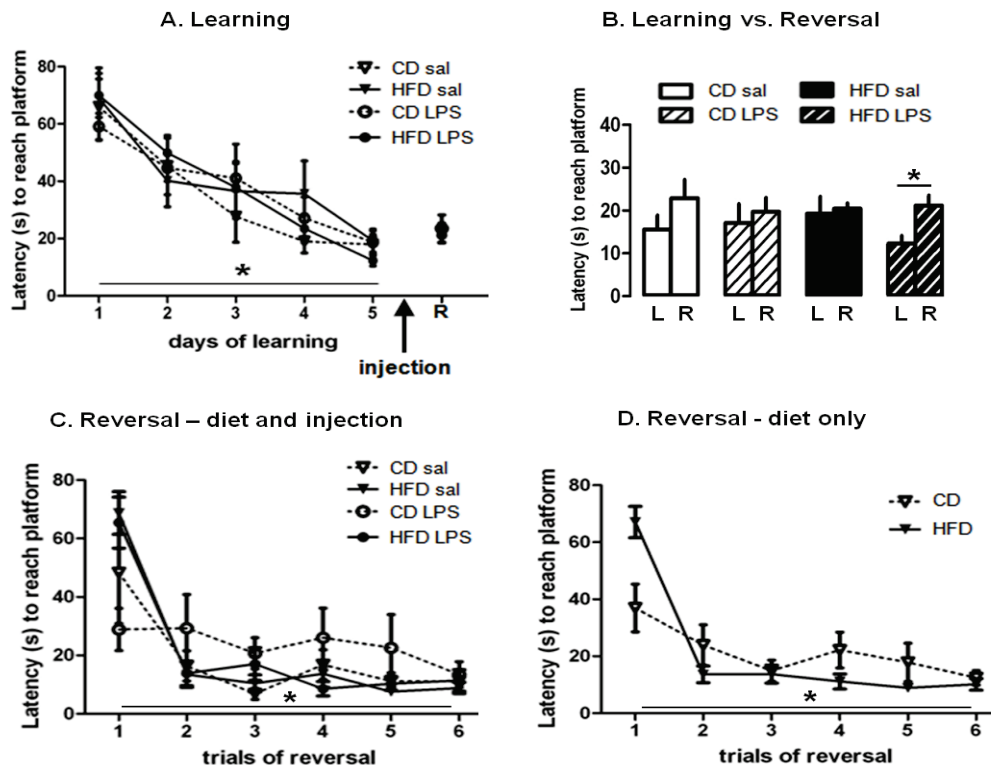 A. Learning
Latency (s) to reach platform
80
60
40
20
0
CD sal
HFD sal
CD LPS
HFD LPS
*
1 2 3 4 5 R
days of learning
injection
B. Learning vs. Reversal
Latency (s) to reach platform
40
30
20
10
0
CD sal
CD LPS
HFD sal
HFD LPS
*
L R L R L R L R
C. Reversal – diet and injection
Latency (s) to reach platform
80
60
40
20
0
CD sal
HFD sal
CD LPS
HFD LPS
*
1 2 3 4 5 6
trials of reversal
D. Reversal - diet only
Latency (s) to reach platform
80
60
40
20
0
CD
HFD
*
1 2 3 4 5 6
trials of reversal